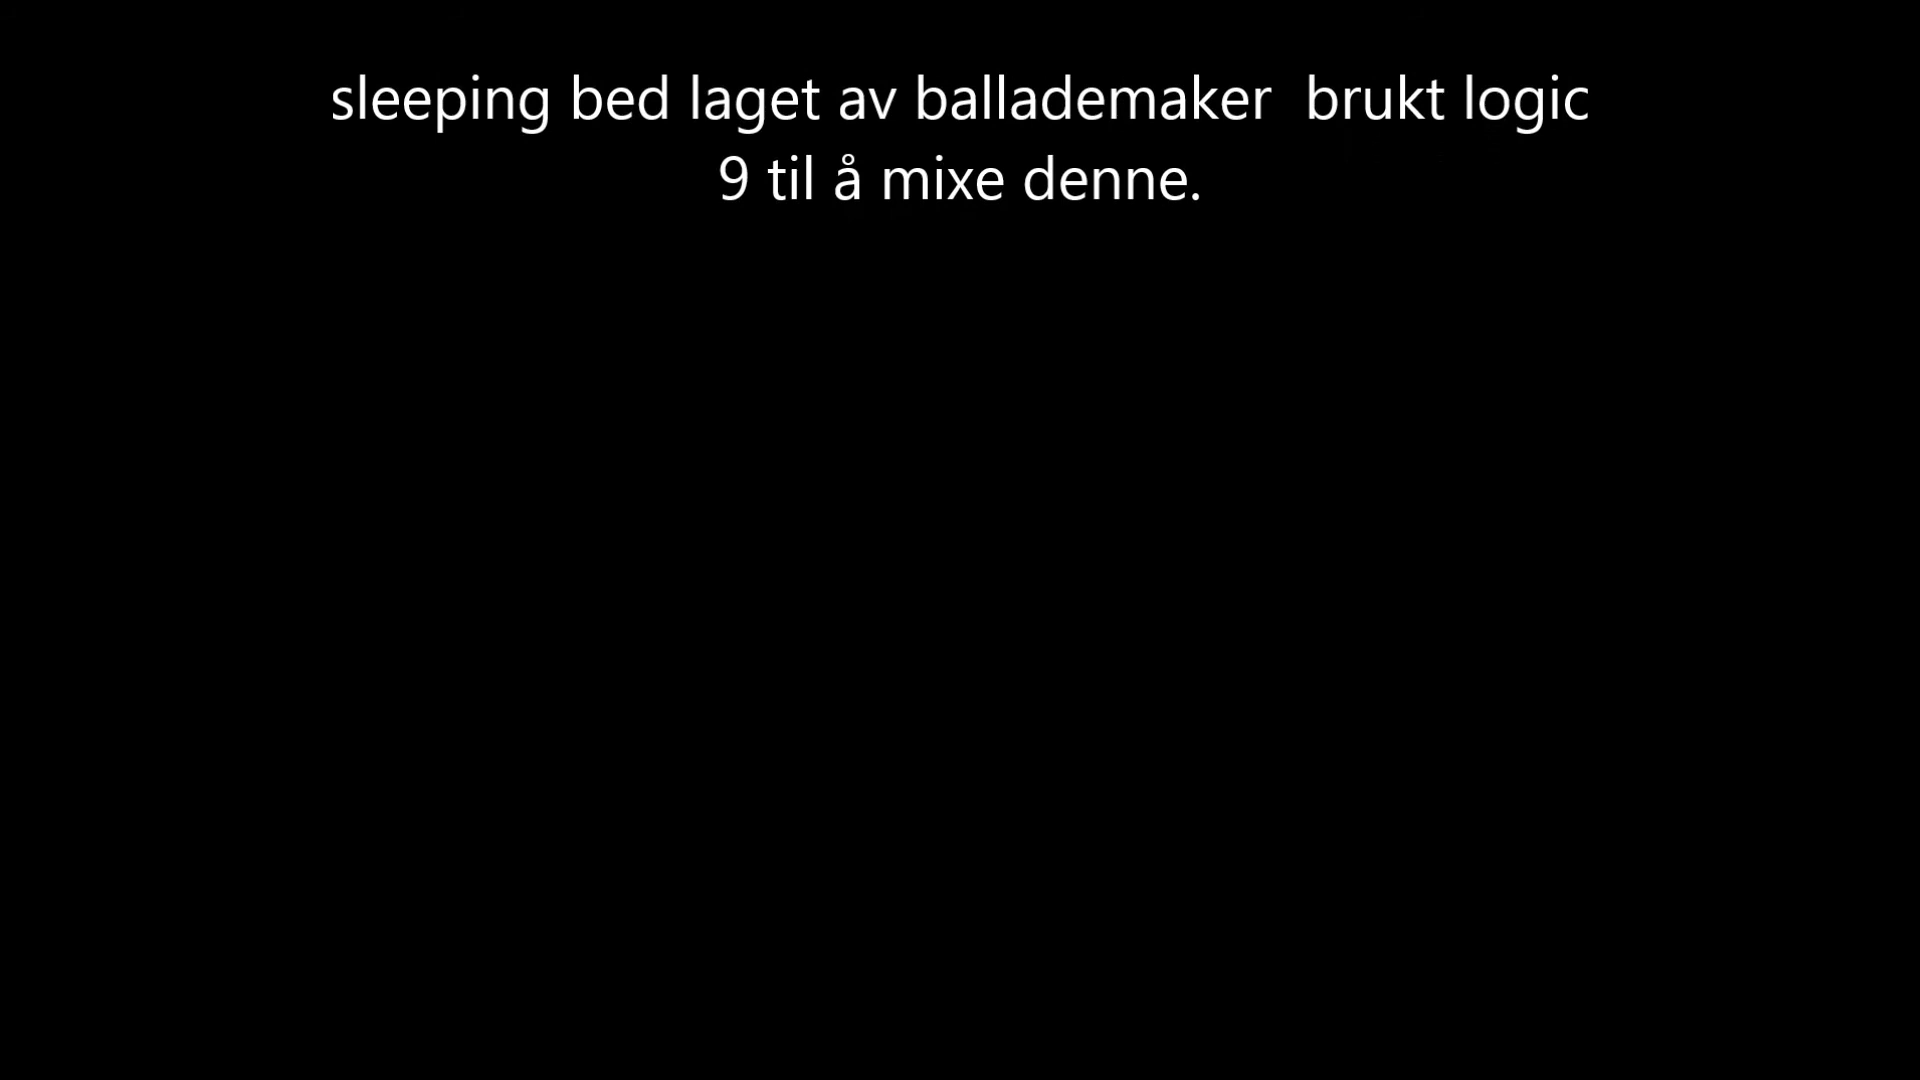 sleeping bed laget av ballademaker  brukt logic
9 til å mixe denne.